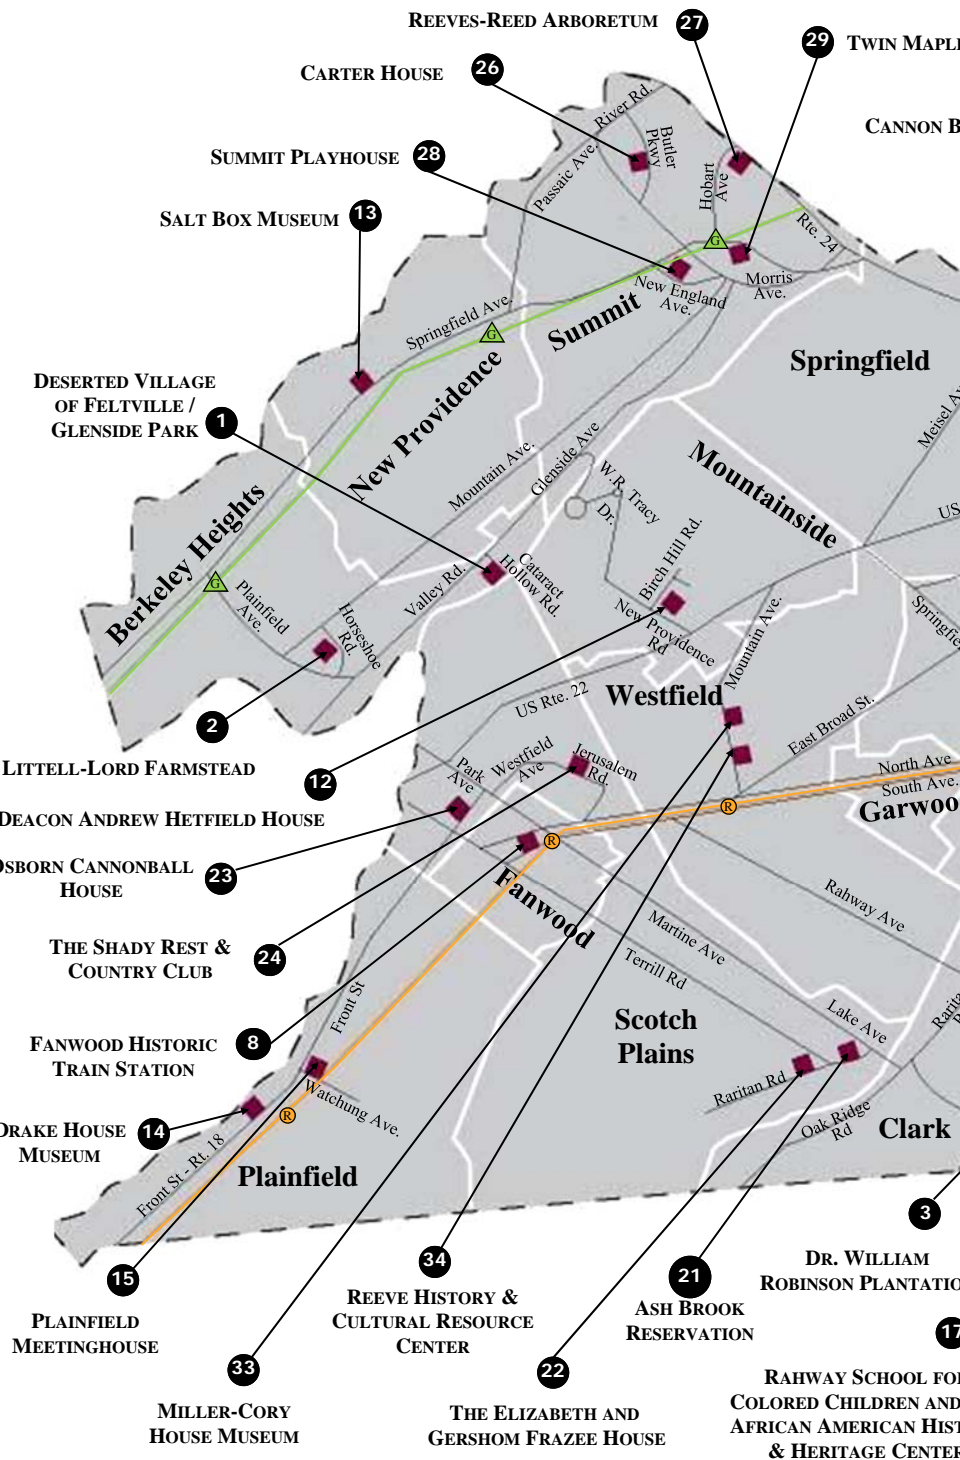 REEVES-REED ARBORETUM
27
29
TWIN MAPL
CARTER HOUSE
26
CANNON B
SUMMIT PLAYHOUSE
28
SALT BOX MUSEUM
13
River Rd.
Passaic Ave.
Butler
Pkwy
Hobart
Ave
Rte. 24
G
Morris
Ave.
New England
Ave.
Springfield Ave.
G
Summit
Springfield
New Providence
DESERTED VILLAGE
OF FELTVILLE /
GLENSIDE PARK
1
Meisel Av
Mountain Ave.
Glenside Ave
W.R. Tracy
Dr.
Mountainside
US
Berkeley Heights
G
Plainfield
Ave.
Horseshoe
Rd
Valley Rd.
Cataract
Hollow Rd.
Birch Hill Rd.
New Providence
Rd
Mountain Ave.
Springfie
2
LITTELL-LORD FARMSTEAD
12
DEACON ANDREW HETFIELD HOUSE
US Rte. 22
Westfield
East Broad St.
Park
Ave
Westfield
Ave
Jerusalem
Rd.
North Ave
South Ave.
Garwoo
R
R
OSBORN CANNONBALL
HOUSE
23
Fanwood
Rahway Ave
THE SHADY REST &
COUNTRY CLUB
24
Martine Ave
Terrill Rd
Front St
Scotch
Plains
Lake Ave
Rarita
FANWOOD HISTORIC
TRAIN STATION
8
Raritan Rd
Oak Ridge
Rd
Clark
DRAKE HOUSE
MUSEUM
14
R
Watchung Ave.
Front St - Rt. 18
Plainfield
3
DR. WILLIAM
ROBINSON PLANTATIO
15
PLAINFIELD
MEETINGHOUSE
34
REEVE HISTORY &
CULTURAL RESOURCE
CENTER
21
ASH BROOK
RESERVATION
17
RAHWAY SCHOOL FO
COLORED CHILDREN AND
AFRICAN AMERICAN HIST
& HERITAGE CENTER
33
MILLER-CORY
HOUSE MUSEUM
22
THE ELIZABETH AND
GERSHOM FRAZEE HOUSE